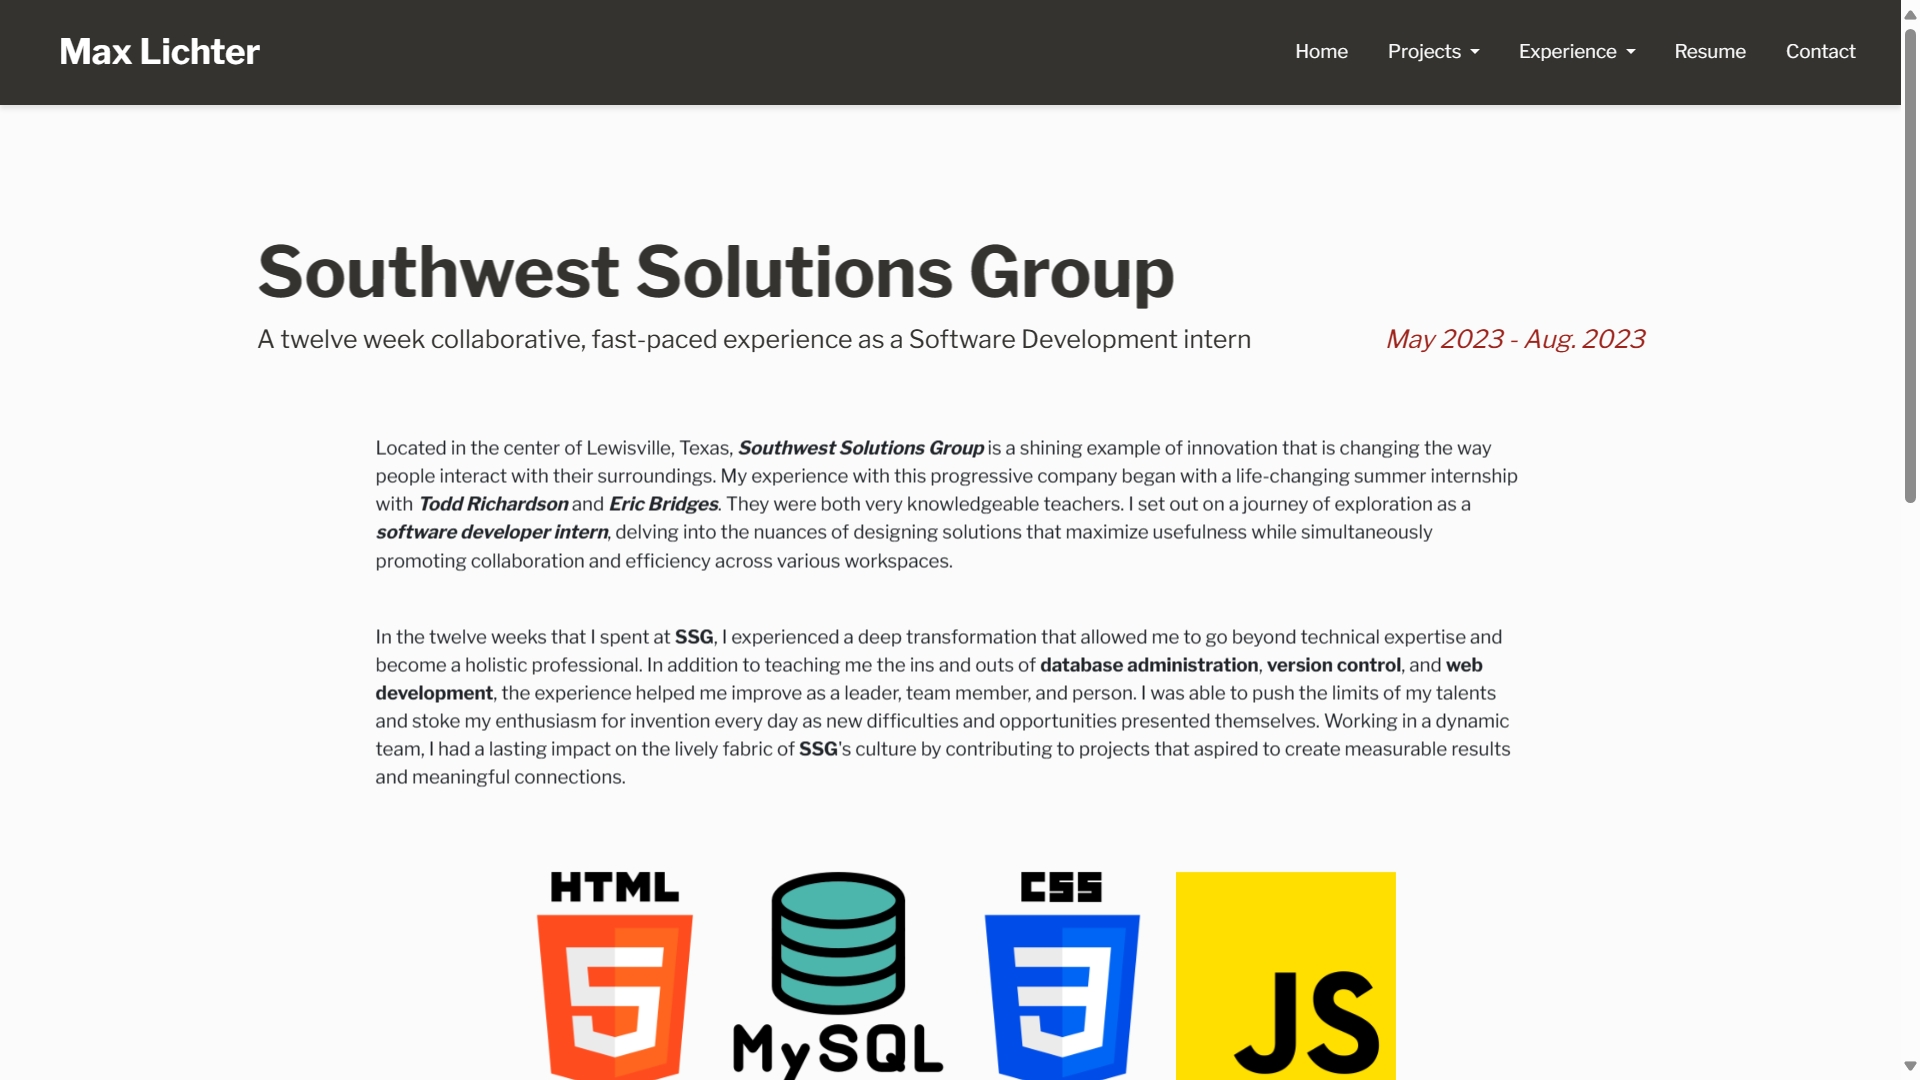 Max Lichter
Home Projects Experience Resume Contact
Southwest Solutions Group
A twelve week collaborative, fast-paced experience as a Software Development intern
May 2023 - Aug. 2023
Located in the center of Lewisville, Texas, Southwest Solutions Group is a shining example of innovation that is changing the way
people interact with their surroundings. My experience with this progressive company began with a life-changing summer internship
with Todd Richardson and Eric Bridges. They were both very knowledgeable teachers. I set out on a journey of exploration as a
software developer intern, delving into the nuances of designing solutions that maximize usefulness while simultaneously
promoting collaboration and efficiency across various workspaces.
In the twelve weeks that I spent at SSG, I experienced a deep transformation that allowed me to go beyond technical expertise and
become a holistic professional. In addition to teaching me the ins and outs of database administration, version control, and web
development, the experience helped me improve as a leader, team member, and person. I was able to push the limits of my talents
and stoke my enthusiasm for invention every day as new difficulties and opportunities presented themselves. Working in a dynamic
team, I had a lasting impact on the lively fabric of SSG's culture by contributing to projects that aspired to create measurable results
and meaningful connections.
HTML
5
MySQL
CSS
3
JS